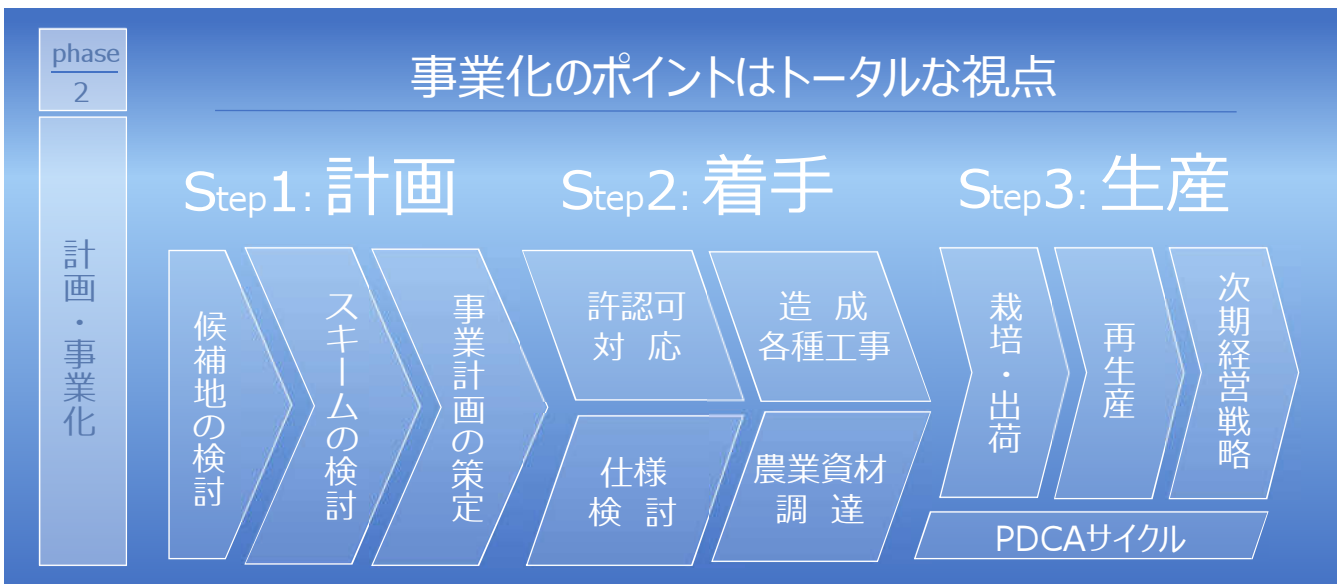 phase
2
計画・事業化
事業化のポイントはトータルな視点
Step1:計画
候補地の検討
スキームの検討
事業計画の策定
Step2:着手
許認可
対 応
造 成
各種工事
仕様
検 討
農業資材
調 達
Step3:生産
栽培・出荷
再生産
次期経営戦略
PDCAサイクル